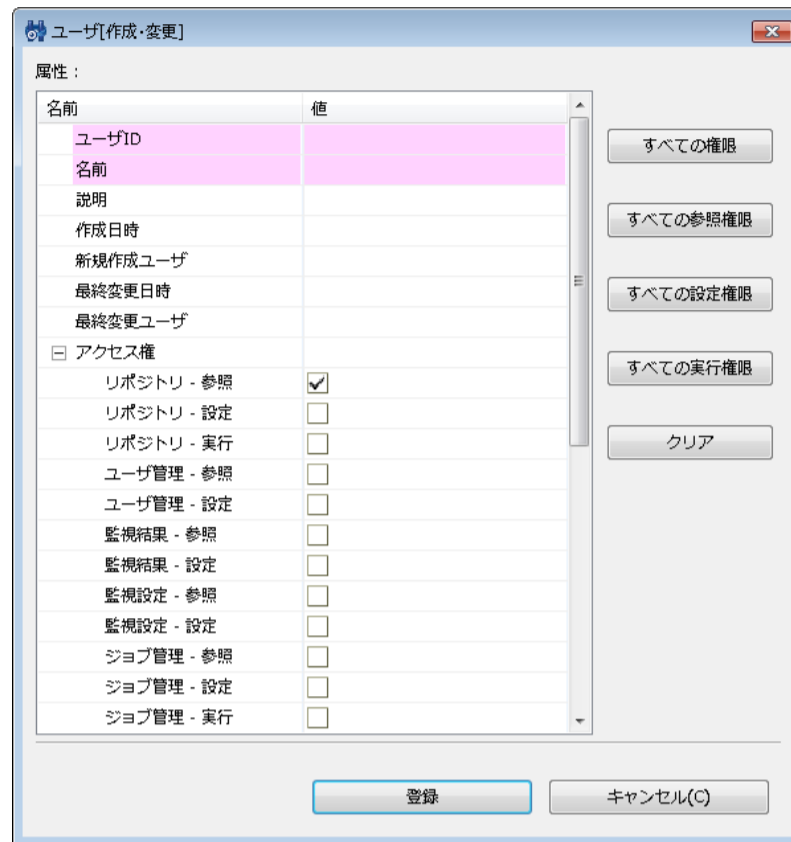 ユーザ[作成・変更]
属性：
名前 値
ユーザID
名前
説明
作成日時
新規作成ユーザ
最終変更日時
最終変更ユーザ
アクセス権
リポジトリ - 参照
リポジトリ - 設定
リポジトリ - 実行
ユーザ管理 - 参照
ユーザ管理 - 設定
監視結果 - 参照
監視結果 - 設定
監視設定 - 参照
監視設定 - 設定
ジョブ管理 - 参照
ジョブ管理 - 設定
ジョブ管理 - 実行
すべての権限
すべての参照権限
すべての設定権限
すべての実行権限
クリア
登録
キャンセル(C)